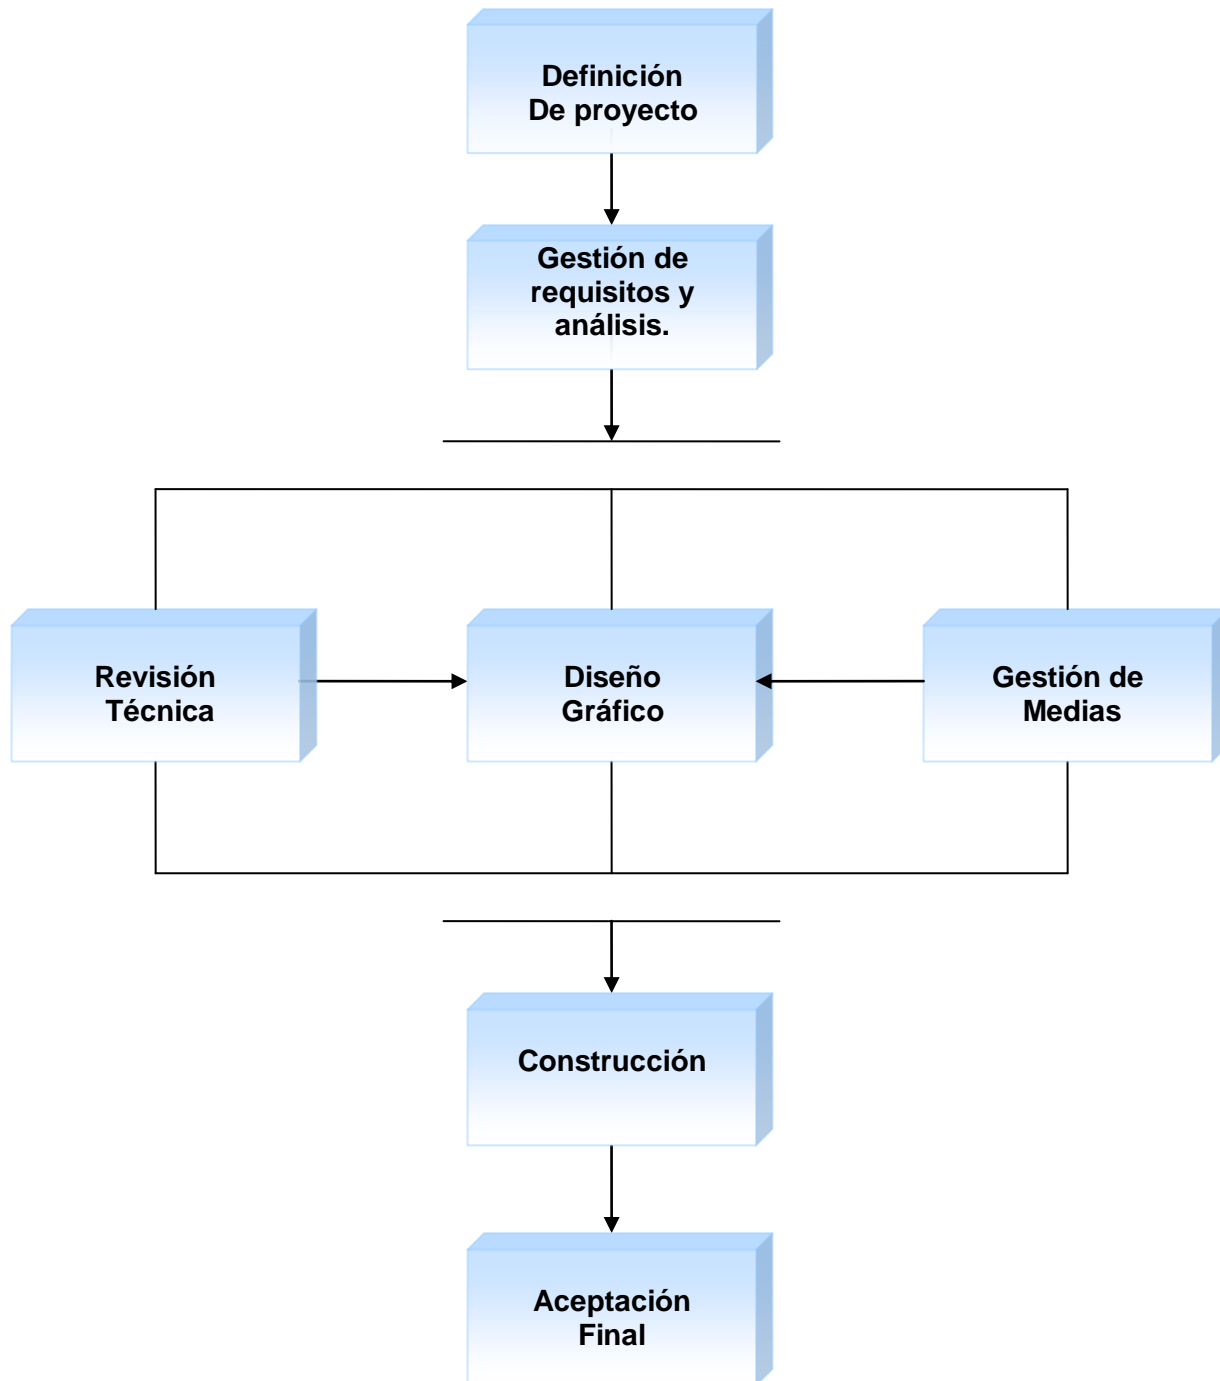 Definición
De proyecto
Gestión de
requisitos y
análisis.
Revisión
Técnica
Diseño
Gráfico
Gestión de
Medias
Construcción
Aceptación
Final